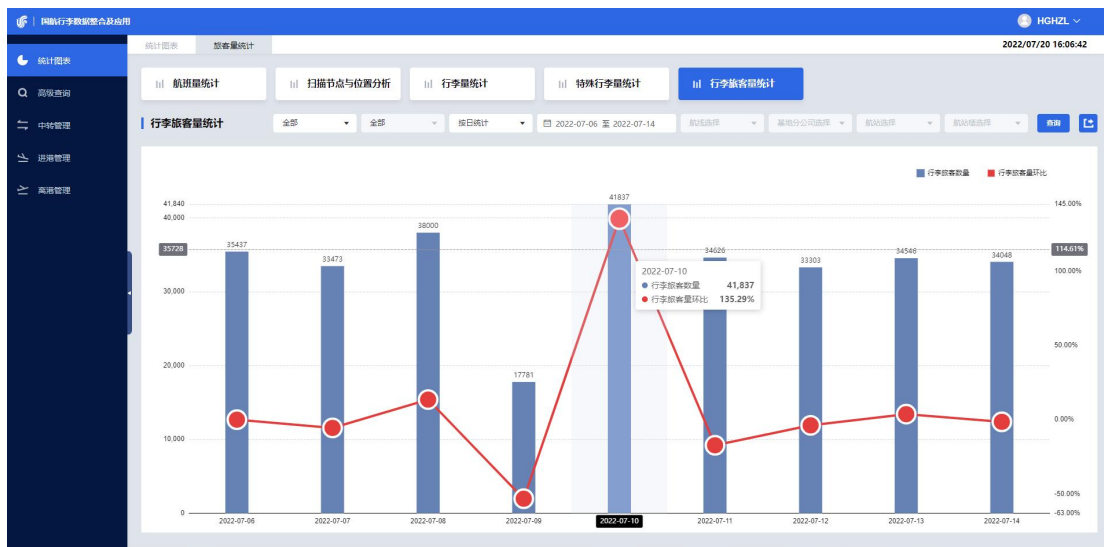 国航行李数据整合及应用
HGHZL
统计图表 旅客量统计 2022/07/20 16:06:42
统计图表
高级查询
中转管理
进港管理
离港管理
航班量统计 扫描节点与位置分析 行李量统计 特殊行李量统计 行李旅客量统计
行李旅客量统计 全部 全部 按日统计 2022-07-06 至 2022-07-14 航线选择 基地分公司选择 航站选择 航站楼选择 查询
行李旅客数量 行李旅客量环比
41,840 41837 145.00%
40,000
38000
35728 35437 34626 34546 114.61%
33473 33303 34048
100.00%
2022-07-10
行李旅客数量 41,837
行李旅客量环比 135.29%
30,000
50.00%
20,000
17781
0.00%
10,000
-50.00%
0 -63.00%
2022-07-06 2022-07-07 2022-07-08 2022-07-09 2022-07-10 2022-07-11 2022-07-12 2022-07-13 2022-07-14